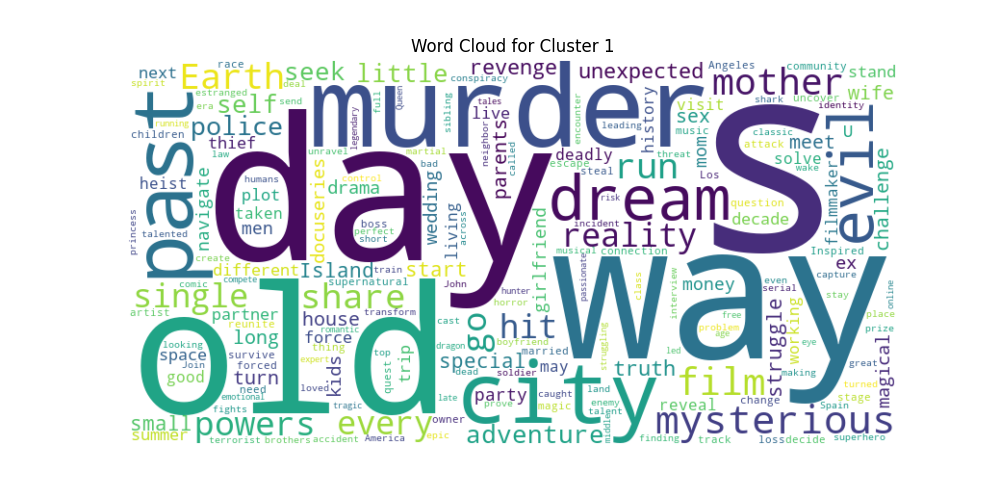 Word Cloud for Cluster 1
day
old
way
S
murder
city
past
dream
evil
mysterious
mother
Earth
film
powers
reality
run
hit
share
single
every
adventure
go
little
seek
self
police
revenge
unexpected
wife
stand
sex
mom
visit
history
meet
solve
U
challenge
filmmaker
decade
ex
money
struggle
working
magical
truth
special
party
may
reveal
girlfriend
start
Island
different
docuseries
drama
wedding
living
parents
live
deadly
house
force
kids
trip
turn
long
partner
space
good
small
summer
navigate
heist
thief
plot
taken
men
next
children
spirit
race
estranged
era
deal
send
running
law
unravel
legendary
full
Queen
conspiracy
sibling
tales
neighbor
called
encounter
leading
escape
steal
threat
music
Los
Angeles
community
shark
uncover
identity
classic
attack
wake
question
Inspired
capture
risk
incident
musical
connection
passionate
class
interview
even
serial
stay
online
free
problem
age
place
prize
eye
great
making
led
struggling
turned
stage
change
Spain
superhero
decide
loss
track
finding
land
enemy
talent
middle
magic
caught
married
boyfriend
horror
hunter
soldier
dead
prove
late
epic
owner
America
accident
brothers
terrorist
fights
emotional
need
forced
survive
Join
looking
reunite
artist
comic
create
compete
talented
princess
humans
control
martial
bad
boss
perfect
short
across
supernatural
train
John
transform
cast
romantic
thing
expert
loved
tragic
top
quest
dragon